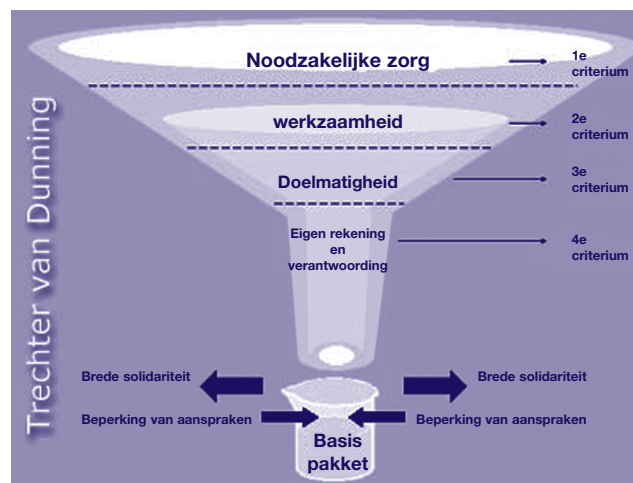 Trechter van Dunning
Noodzakelijke zorg
1e
criterium
werkzaamheid
2e
criterium
Doelmatigheid
3e
criterium
Eigen rekening
en
verantwoording
4e
criterium
Brede solidariteit
Brede solidariteit
Beperking van aanspraken
Beperking van aanspraken
Basis
pakket